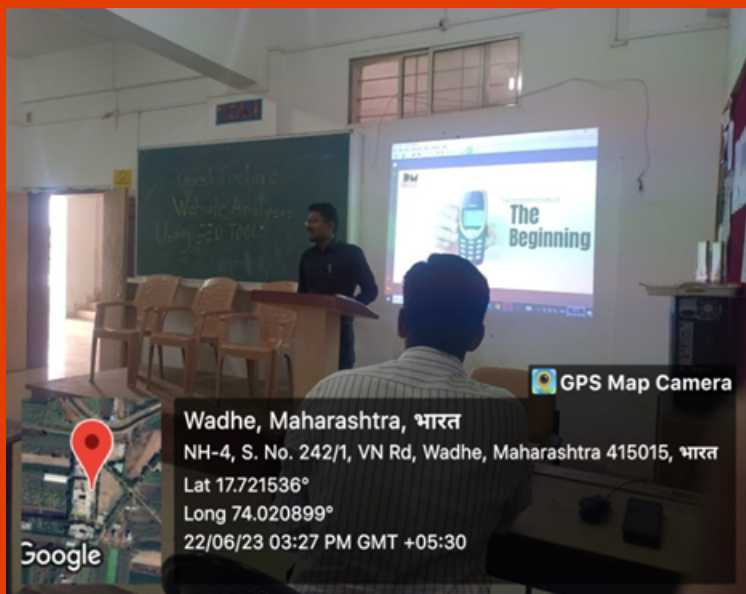 Guest Lecture
Website Analysis
Using SEO TOOL
The
Beginning
GPS Map Camera
Wadhe, Maharashtra, भारत
NH-4, S. No. 242/1, VN Rd, Wadhe, Maharashtra 415015, भारत
Lat 17.721536°
Long 74.020899°
22/06/23 03:27 PM GMT +05:30
Google